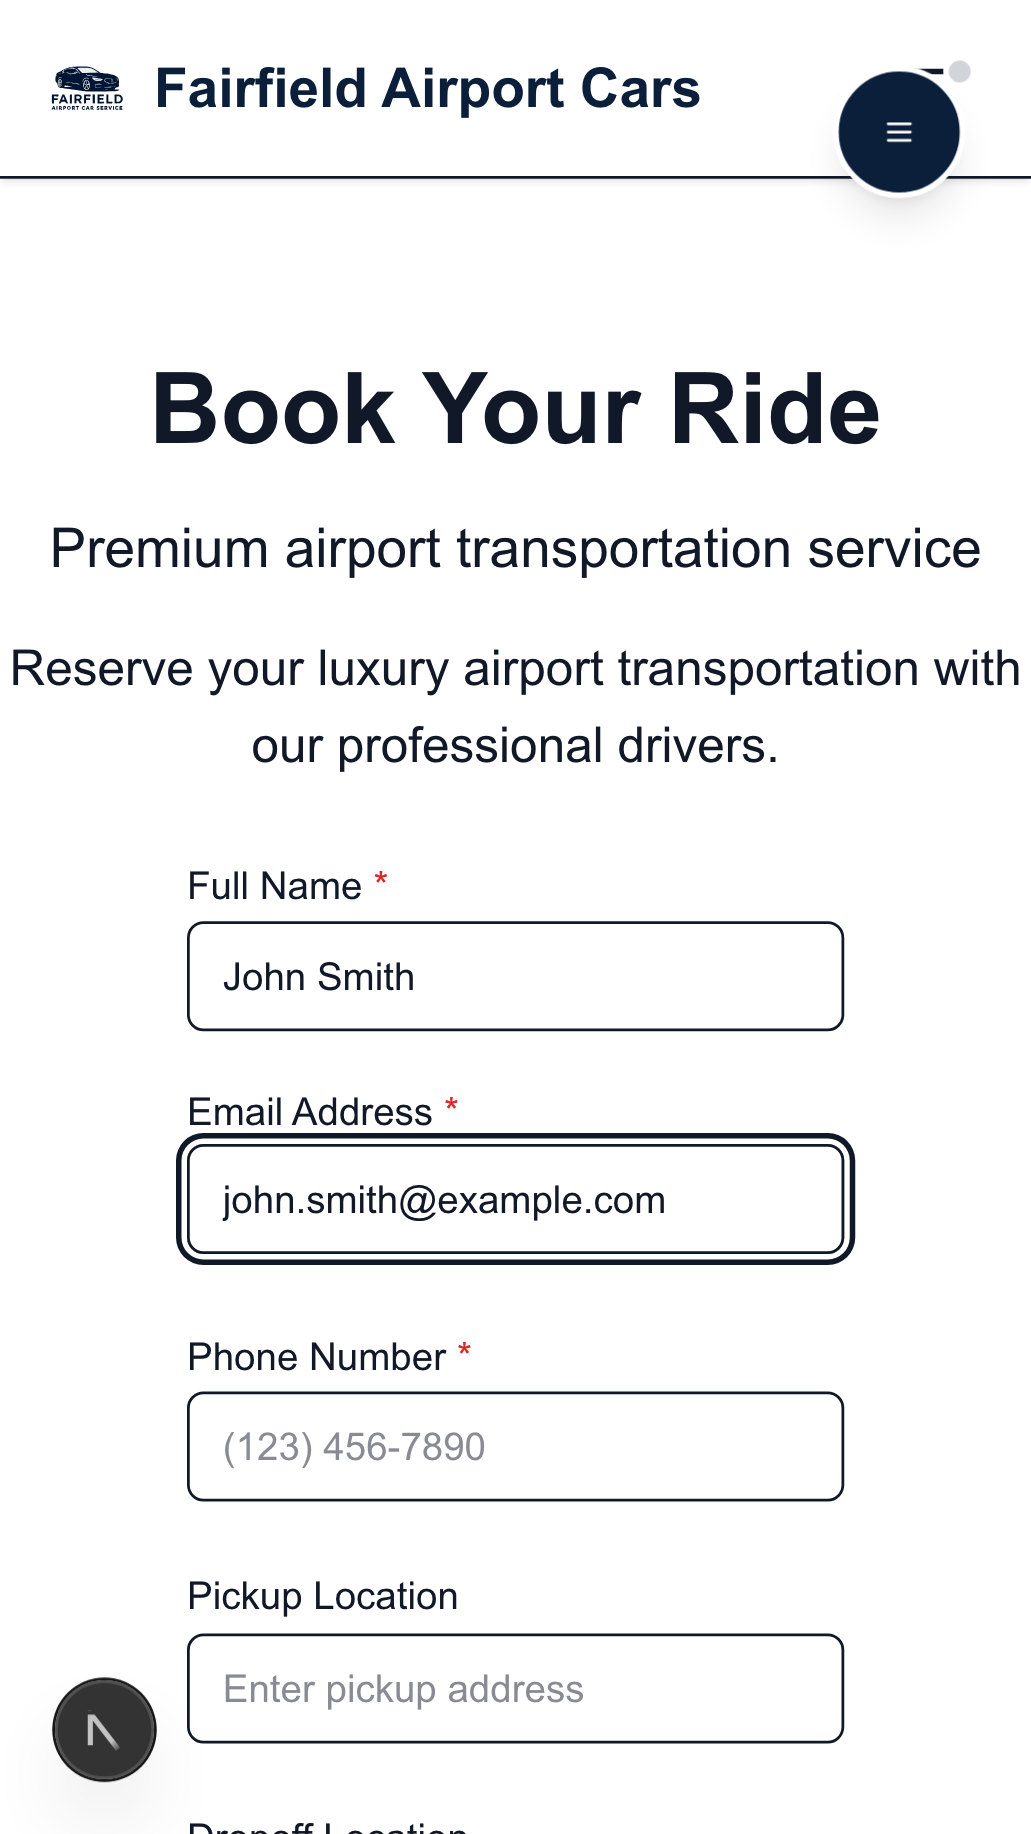 FAIRFIELD
AIRPORT CAR SERVICE
Fairfield Airport Cars
Book Your Ride
Premium airport transportation service
Reserve your luxury airport transportation with
our professional drivers.
Full Name *
John Smith
Email Address *
john.smith@example.com
Phone Number *
(123) 456-7890
Pickup Location
Enter pickup address
N
Dropoff Location